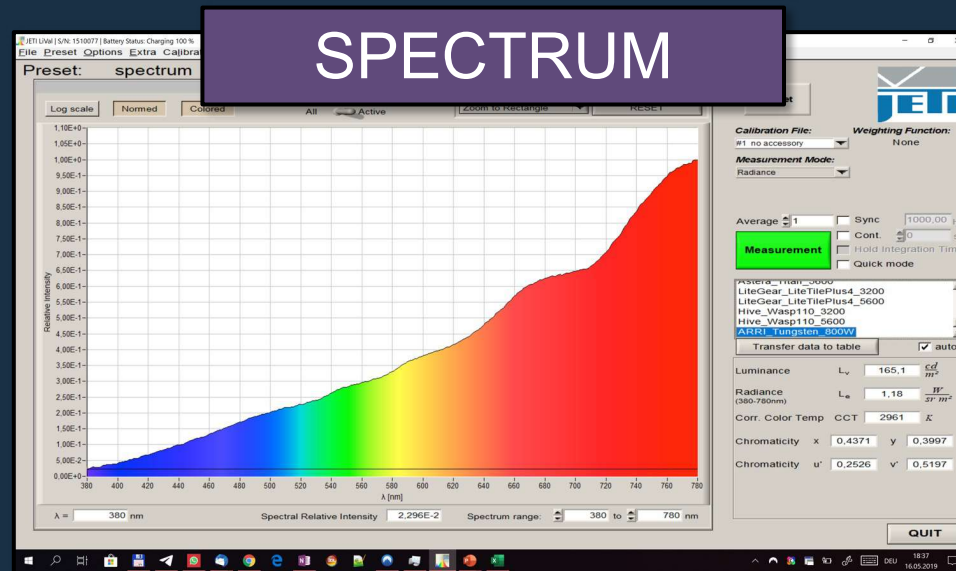 SPECTRUM
JETI LiVal | S/N: 1510077 | Battery Status: Charging 100 %
File Preset Options Extra
Preset: spectrum
Log scale Normed Colored All Active Zoom to Rectangle RESET
JETI
1,10E+0
1,05E+0
1,00E+0
9,50E-1
9,00E-1
8,50E-1
8,00E-1
7,50E-1
7,00E-1
6,50E-1
6,00E-1
5,50E-1
5,00E-1
4,50E-1
4,00E-1
3,50E-1
3,00E-1
2,50E-1
2,00E-1
1,50E-1
1,00E-1
5,00E-2
0,00E+0
Relative Intensity
380 400 420 440 460 480 490 500 520 540 560 580 600 620 640 660 680 700 720 740 760 780
λ [nm]
λ = 380 nm Spectral Relative Intensity 2,296E-2 Spectrum range: 380 to 780 nm
Calibration File: Weighting Function:
#1 no accessory None
Measurement Mode:
Radiance
Average 1 Sync 1000,00
Cont. 0
Measurement Hold Integration
Quick mode
LiteGear_LiteTilePlus4_3200
LiteGear_LiteTilePlus4_5600
Hive_Wasp110_3200
Hive_Wasp110_5600
ARRI_Tungsten_800W
Transfer data to table auto
Luminance Lv 165,1 cd/m²
Radiance Le 1,18 W/sr m²
(380-780nm)
Corr. Color Temp CCT 2961 K
Chromaticity x 0,4371 y 0,3997
Chromaticity u' 0,2526 v' 0,5197
QUIT
DEU 18:37
16.05.2019